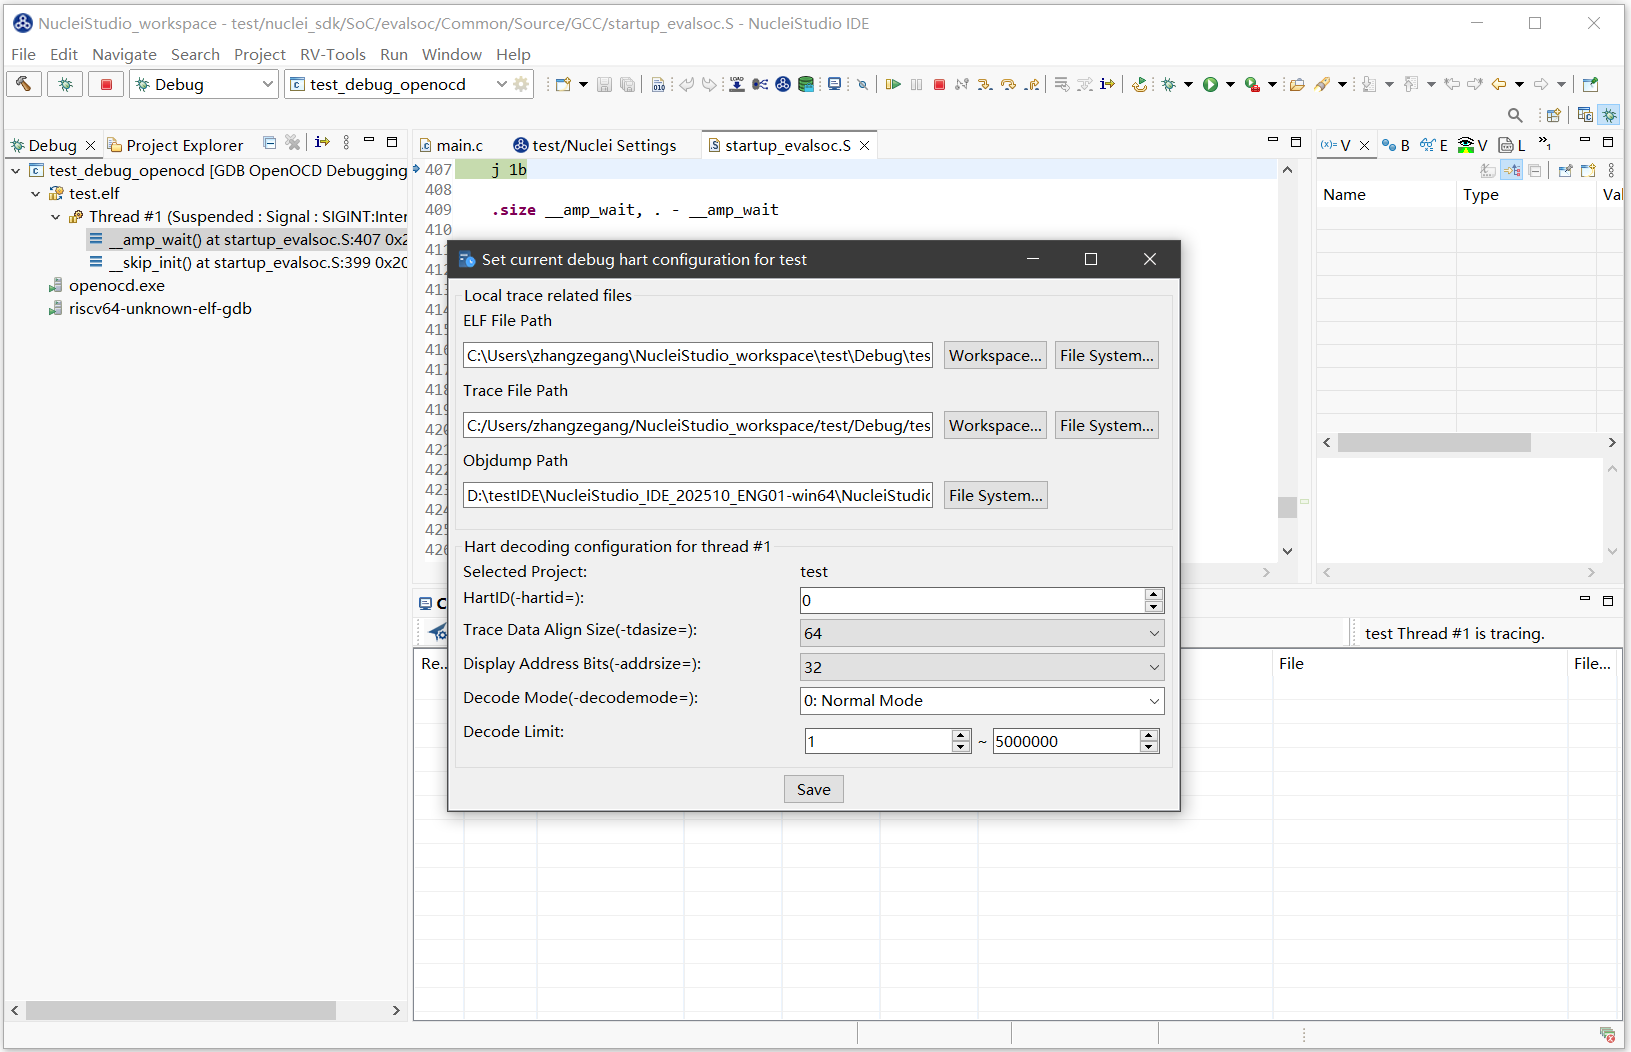 NucleiStudio_workspace - test/nuclei_sdk/SoC/evalsoc/Common/Source/GCC/startup_evalsoc.S - NucleiStudio IDE
File Edit Navigate Search Project RV-Tools Run Window Help
Debug test_debug_openocd
Debug Project Explorer
main.c test/Nuclei Settings startup_evalsoc.S
V B E V L
test_debug_openocd [GDB OpenOCD Debugging
test.elf
Thread #1 (Suspended : Signal : SIGINT:Inter
__amp_wait() at startup_evalsoc.S:407 0x2
__skip_init() at startup_evalsoc.S:399 0x20
openocd.exe
riscv64-unknown-elf-gdb
407 j 1b
408
409 .size __amp_wait, . - __amp_wait
410
411
412
413
414
415
416
417
418
419
420
421
422
423
424
425
426
Name Type Val
Set current debug hart configuration for test
Local trace related files
ELF File Path
C:\Users\zhangzegang\NucleiStudio_workspace\test\Debug\tes Workspace... File System...
Trace File Path
C:/Users/zhangzegang/NucleiStudio_workspace/test/Debug/tes Workspace... File System...
Objdump Path
D:\testIDE\NucleiStudio_IDE_202510_ENG01-win64\NucleiStudio File System...
Hart decoding configuration for thread #1
Selected Project: test
HartID(-hartid=): 0
Trace Data Align Size(-tdasize=): 64
Display Address Bits(-addrsize=): 32
Decode Mode(-decodemode=): 0: Normal Mode
Decode Limit: 1 ~ 5000000
Save
test Thread #1 is tracing.
Re... File File...